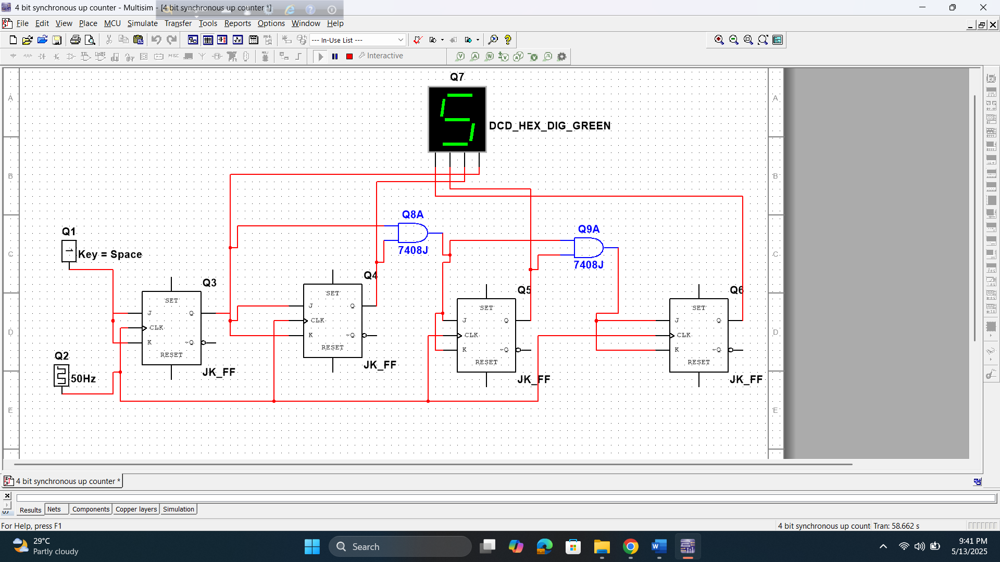 4 bit synchronous up counter - Multisim - [4 bit synchronous up counter *]
File Edit View Place MCU Simulate Transfer Tools Reports Options Window Help
--- In-Use List ---
MISC
Interactive
Q7
A
A
DCD_HEX_DIG_GREEN
B
B
Q8A
7408J
Q9A
7408J
Q1
Key = Space
C
C
Q3
SET
J Q
CLK
K ~Q
RESET
JK_FF
Q4
SET
J Q
CLK
K ~Q
RESET
JK_FF
Q5
SET
J Q
CLK
K ~Q
RESET
JK_FF
Q6
SET
J Q
CLK
K ~Q
RESET
JK_FF
D
D
Q2
50Hz
E
E
4 bit synchronous up counter *
Results Nets Components Copper layers Simulation
For Help, press F1
4 bit synchronous up count Tran: 58.662 s
29°C
Partly cloudy
Search
9:41 PM
5/13/2025